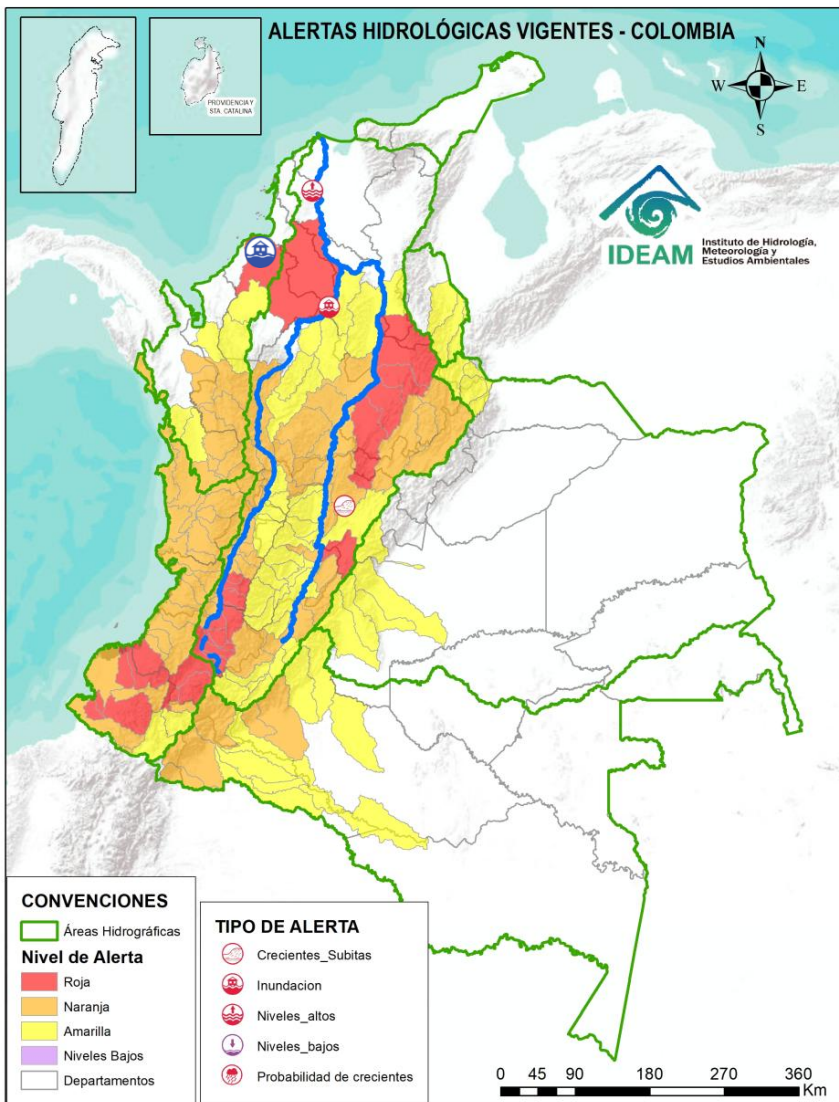 ALERTAS HIDROLÓGICAS VIGENTES - COLOMBIA
PROVIDENCIA Y
STA. CATALINA
N
W E
S
IDEAM
Instituto de Hidrología,
Meteorología y
Estudios Ambientales
CONVENCIONES
Áreas Hidrográficas
Nivel de Alerta
Roja
Naranja
Amarilla
Niveles Bajos
Departamentos
TIPO DE ALERTA
Crecientes_Subitas
Inundacion
Niveles_altos
Niveles_bajos
Probabilidad de crecientes
0 45 90 180 270 360
Km